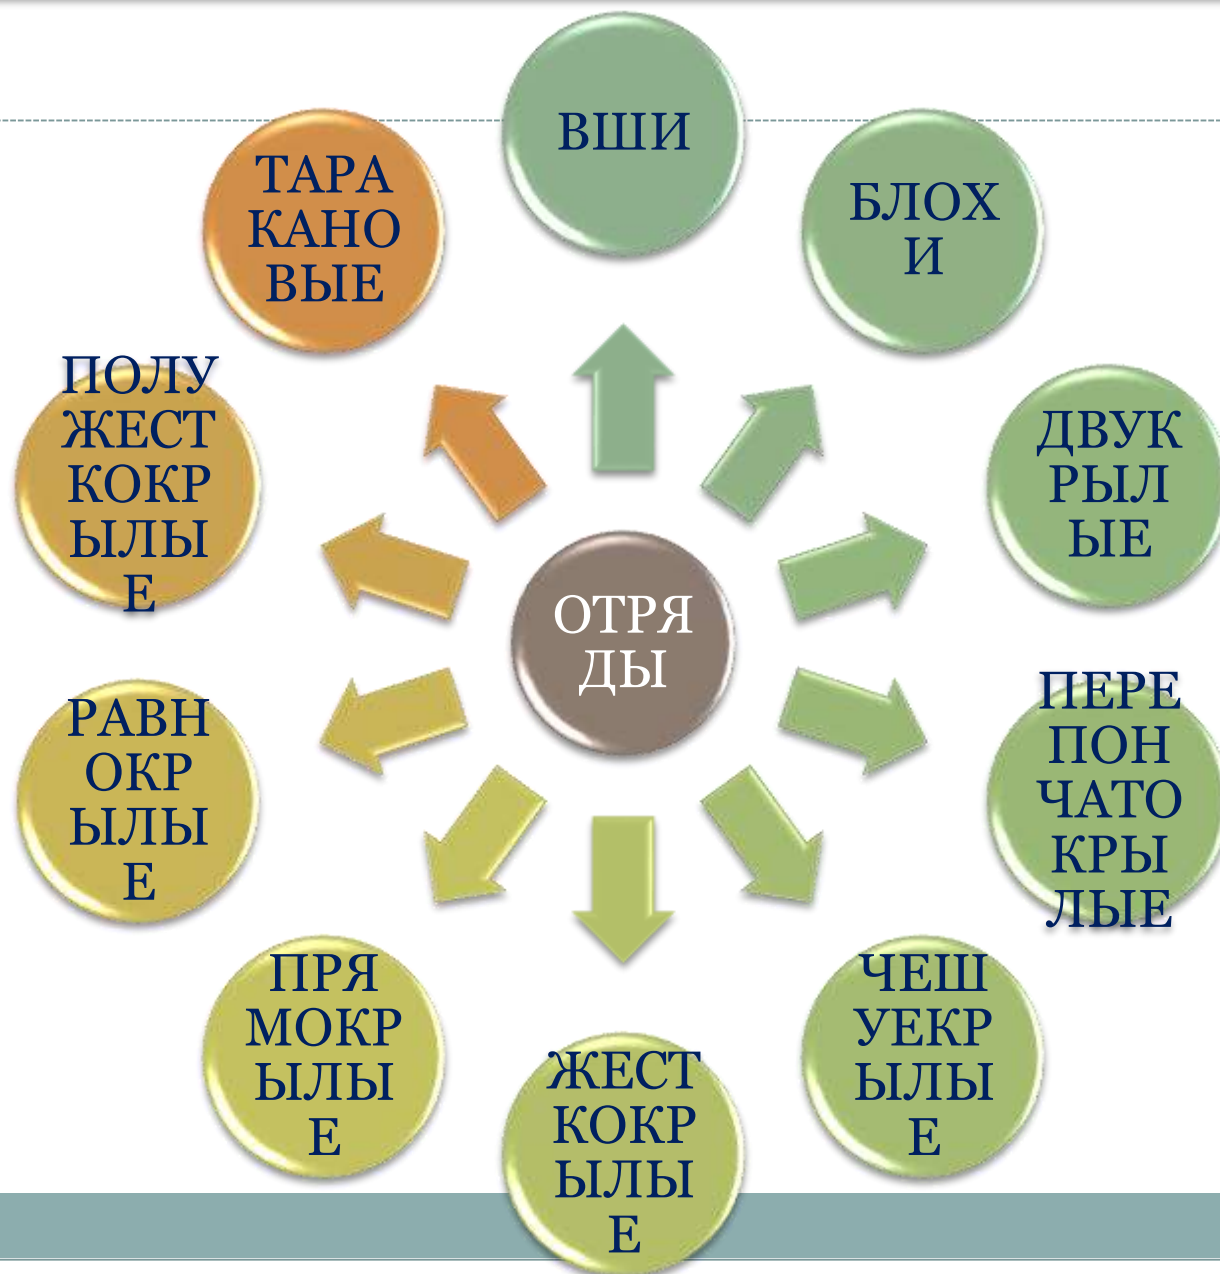 ВШИ
БЛОХ
И
ДВУК
РЫЛ
ЫЕ
ПЕРЕ
ПОН
ЧАТО
КРЫ
ЛЫЕ
ЧЕШ
УЕКР
ЫЛЫ
Е
ЖЕСТ
КОКР
ЫЛЫ
Е
ПРЯ
МОКР
ЫЛЫ
Е
РАВН
ОКР
ЫЛЫ
Е
ПОЛУ
ЖЕСТ
КОКР
ЫЛЫ
Е
ТАРА
КАНО
ВЫЕ
ОТРЯ
ДЫ